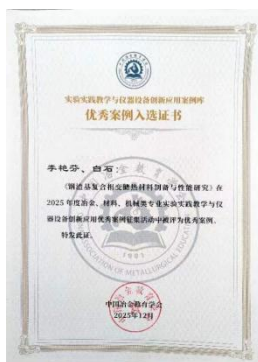 实验实践教学与仪器设备创新应用案例库
优秀案例入选证书
李艳芬、白石：
《钢渣基复合相变储热材料制备与性能研究》在
2025年度冶金、材料、机械类专业实验实践教学与仪
器设备创新应用优秀案例征集活动中被评为优秀案例。
特发此证。
中国冶金教育学会
2025年12月